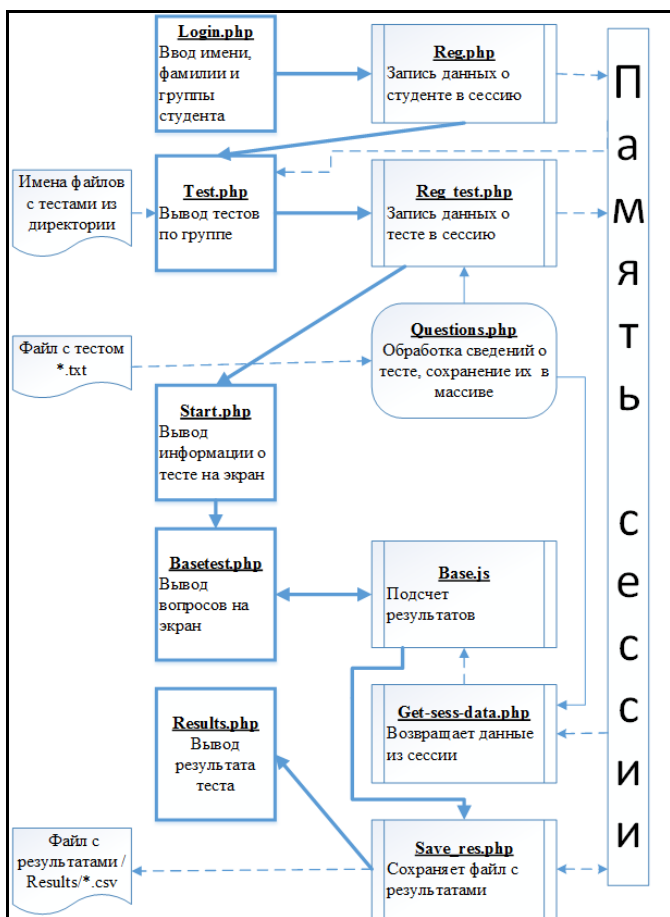 Login.php
Ввод имени,
фамилии и
группы
студента
Reg.php
Запись данных о
студенте в сессию
Память сессии
Имена файлов
с тестами из
директории
Test.php
Вывод тестов
по группе
Reg_test.php
Запись данных о
тесте в сессию
Файл с тестом
*.txt
Questions.php
Обработка сведений о
тесте, сохранение их в
массиве
Start.php
Вывод
информации о
тесте на экран
Basetest.php
Вывод
вопросов на
экран
Base.js
Подсчет
результатов
Results.php
Вывод
результата
теста
Get-sess-data.php
Возвращает данные
из сессии
Файл с
результатами /
Results/*.csv
Save_res.php
Сохраняет файл с
результатами